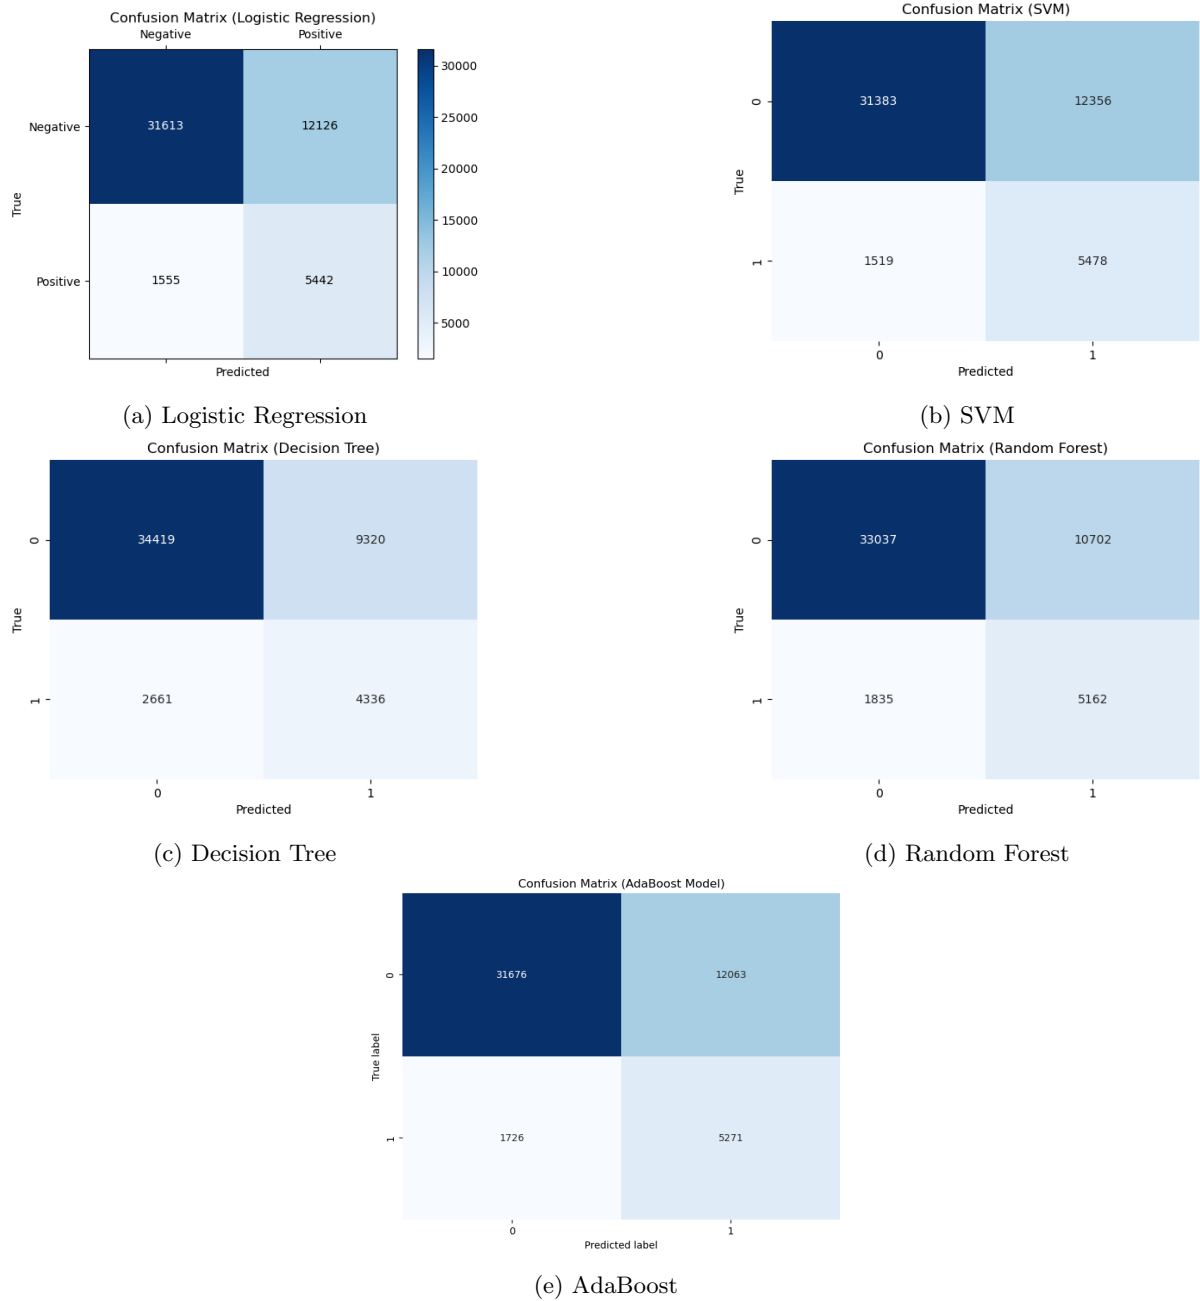 Confusion Matrix (Logistic Regression)
Negative Positive
Negative 31613 12126
Positive 1555 5442
True
Predicted
30000
25000
20000
15000
10000
5000
(a) Logistic Regression
Confusion Matrix (SVM)
0 31383 12356
1 1519 5478
True
0 1
Predicted
(b) SVM
Confusion Matrix (Decision Tree)
0 34419 9320
1 2661 4336
True
0 1
Predicted
(c) Decision Tree
Confusion Matrix (Random Forest)
0 33037 10702
1 1835 5162
True
0 1
Predicted
(d) Random Forest
Confusion Matrix (AdaBoost Model)
0 31676 12063
1 1726 5271
True label
0 1
Predicted label
(e) AdaBoost